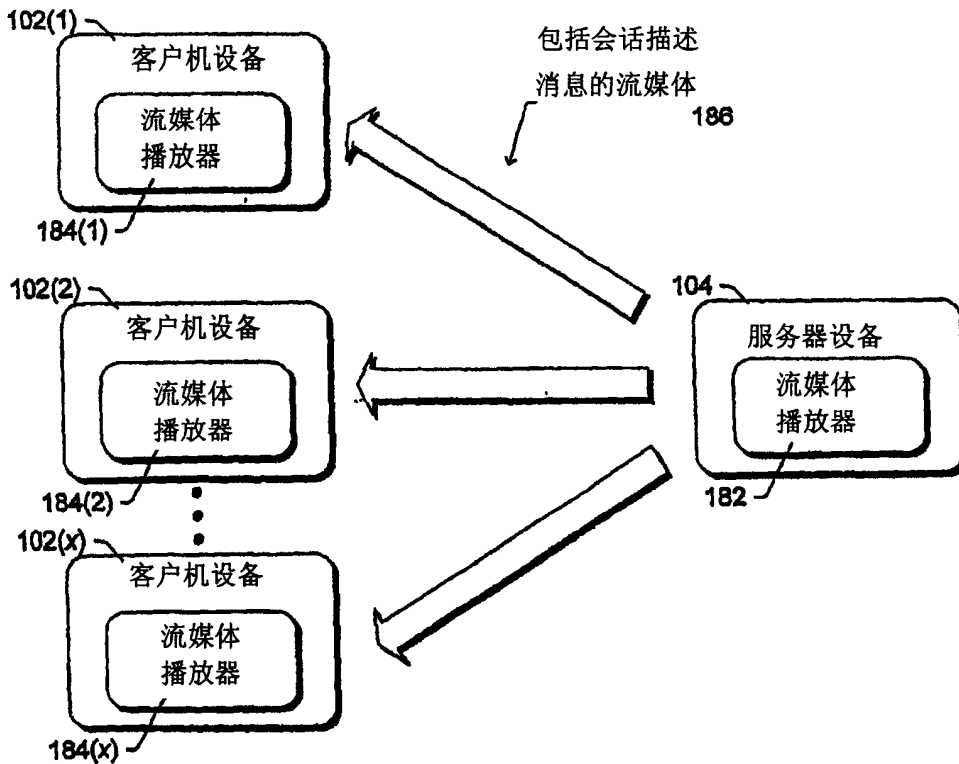 102(1)
客户机设备
流媒体
播放器
184(1)
包括会话描述
消息的流媒体
186
102(2)
客户机设备
流媒体
播放器
184(2)
104
服务器设备
流媒体
播放器
182
102(x)
客户机设备
流媒体
播放器
184(x)